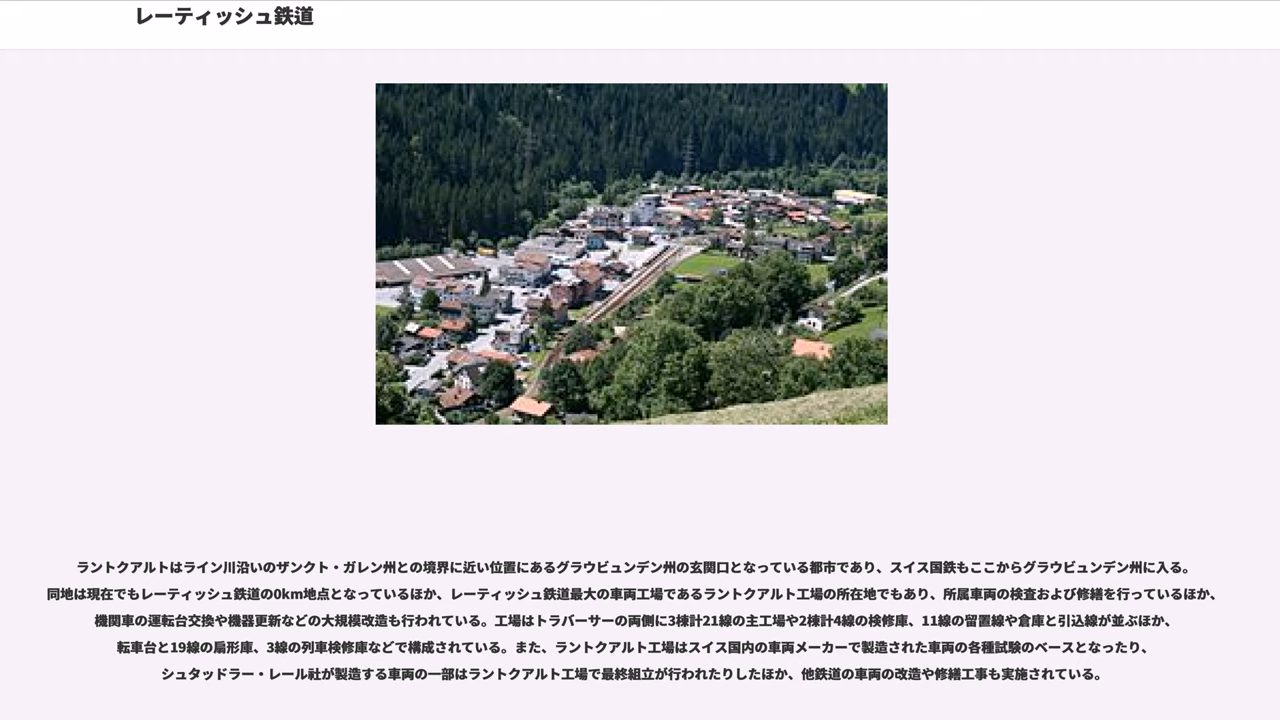 レーティッシュ鉄道
ラントクアルトはライン川沿いのザンクト・ガレン州との境界に近い位置にあるグラウビュンデン州の玄関口となっている都市であり、スイス国鉄もここからグラウビュンデン州に入る。
同地は現在でもレーティッシュ鉄道の0km地点となっているほか、レーティッシュ鉄道最大の車両工場であるラントクアルト工場の所在地でもあり、所属車両の検査および修繕を行っているほか、
機関車の運転台交換や機器更新などの大規模改造も行われている。工場はトラバーサーの両側に3棟計21線の主工場や2棟計4線の検修庫、11線の留置線や倉庫と引込線が並ぶほか、
転車台と19線の扇形庫、3線の列車検修庫などで構成されている。また、ラントクアルト工場はスイス国内の車両メーカーで製造された車両の各種試験のベースとなったり、
シュタッドラー・レール社が製造する車両の一部はラントクアルト工場で最終組立が行われたりしたほか、他鉄道の車両の改造や修繕工事も実施されている。